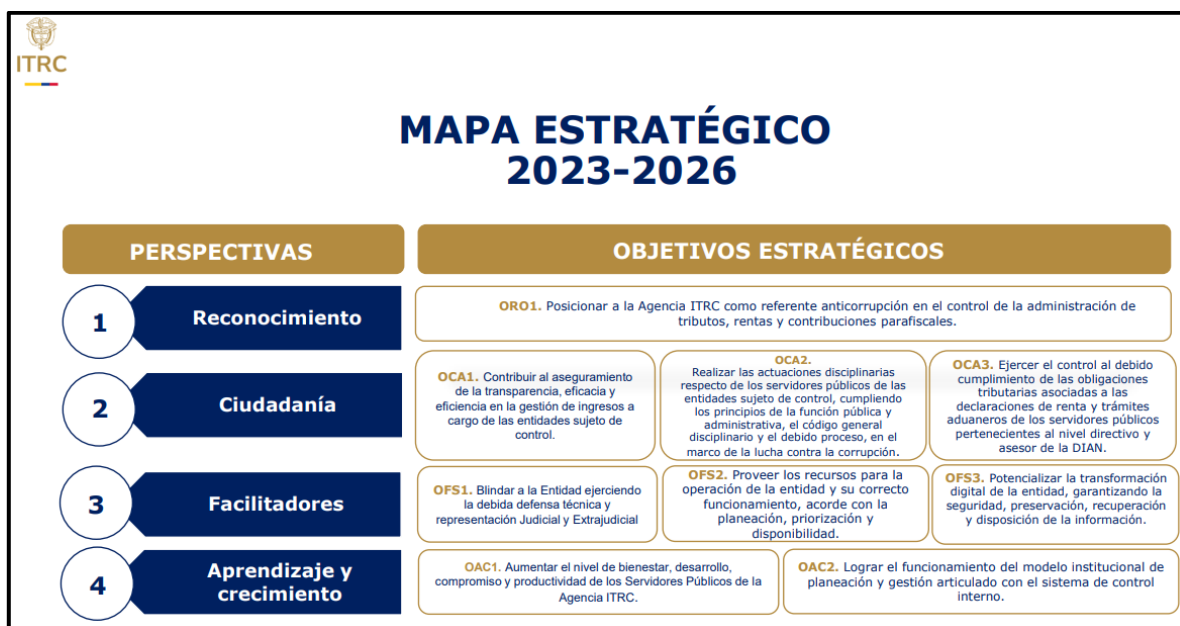 ITRC
MAPA ESTRATÉGICO
2023-2026
PERSPECTIVAS
OBJETIVOS ESTRATÉGICOS
1
Reconocimiento
ORO1. Posicionar a la Agencia ITRC como referente anticorrupción en el control de la administración de
tributos, rentas y contribuciones parafiscales.
2
Ciudadanía
OCA1. Contribuir al aseguramiento
de la transparencia, eficacia y
eficiencia en la gestión de ingresos a
cargo de las entidades sujeto de
control.
OCA2.
Realizar las actuaciones disciplinarias
respecto de los servidores públicos de las
entidades sujeto de control, cumpliendo
los principios de la función pública y
administrativa, el código general
disciplinario y el debido proceso, en el
marco de la lucha contra la corrupción.
OCA3. Ejercer el control al debido
cumplimiento de las obligaciones
tributarias asociadas a las
declaraciones de renta y trámites
aduaneros de los servidores públicos
pertenecientes al nivel directivo y
asesor de la DIAN.
3
Facilitadores
OFS1. Blindar a la Entidad ejerciendo
la debida defensa técnica y
representación Judicial y Extrajudicial
OFS2. Proveer los recursos para la
operación de la entidad y su correcto
funcionamiento, acorde con la
planeación, priorización y
disponibilidad.
OFS3. Potencializar la transformación
digital de la entidad, garantizando la
seguridad, preservación, recuperación
y disposición de la información.
4
Aprendizaje y
crecimiento
OAC1. Aumentar el nivel de bienestar, desarrollo,
compromiso y productividad de los Servidores Públicos de la
Agencia ITRC.
OAC2. Lograr el funcionamiento del modelo institucional de
planeación y gestión articulado con el sistema de control
interno.